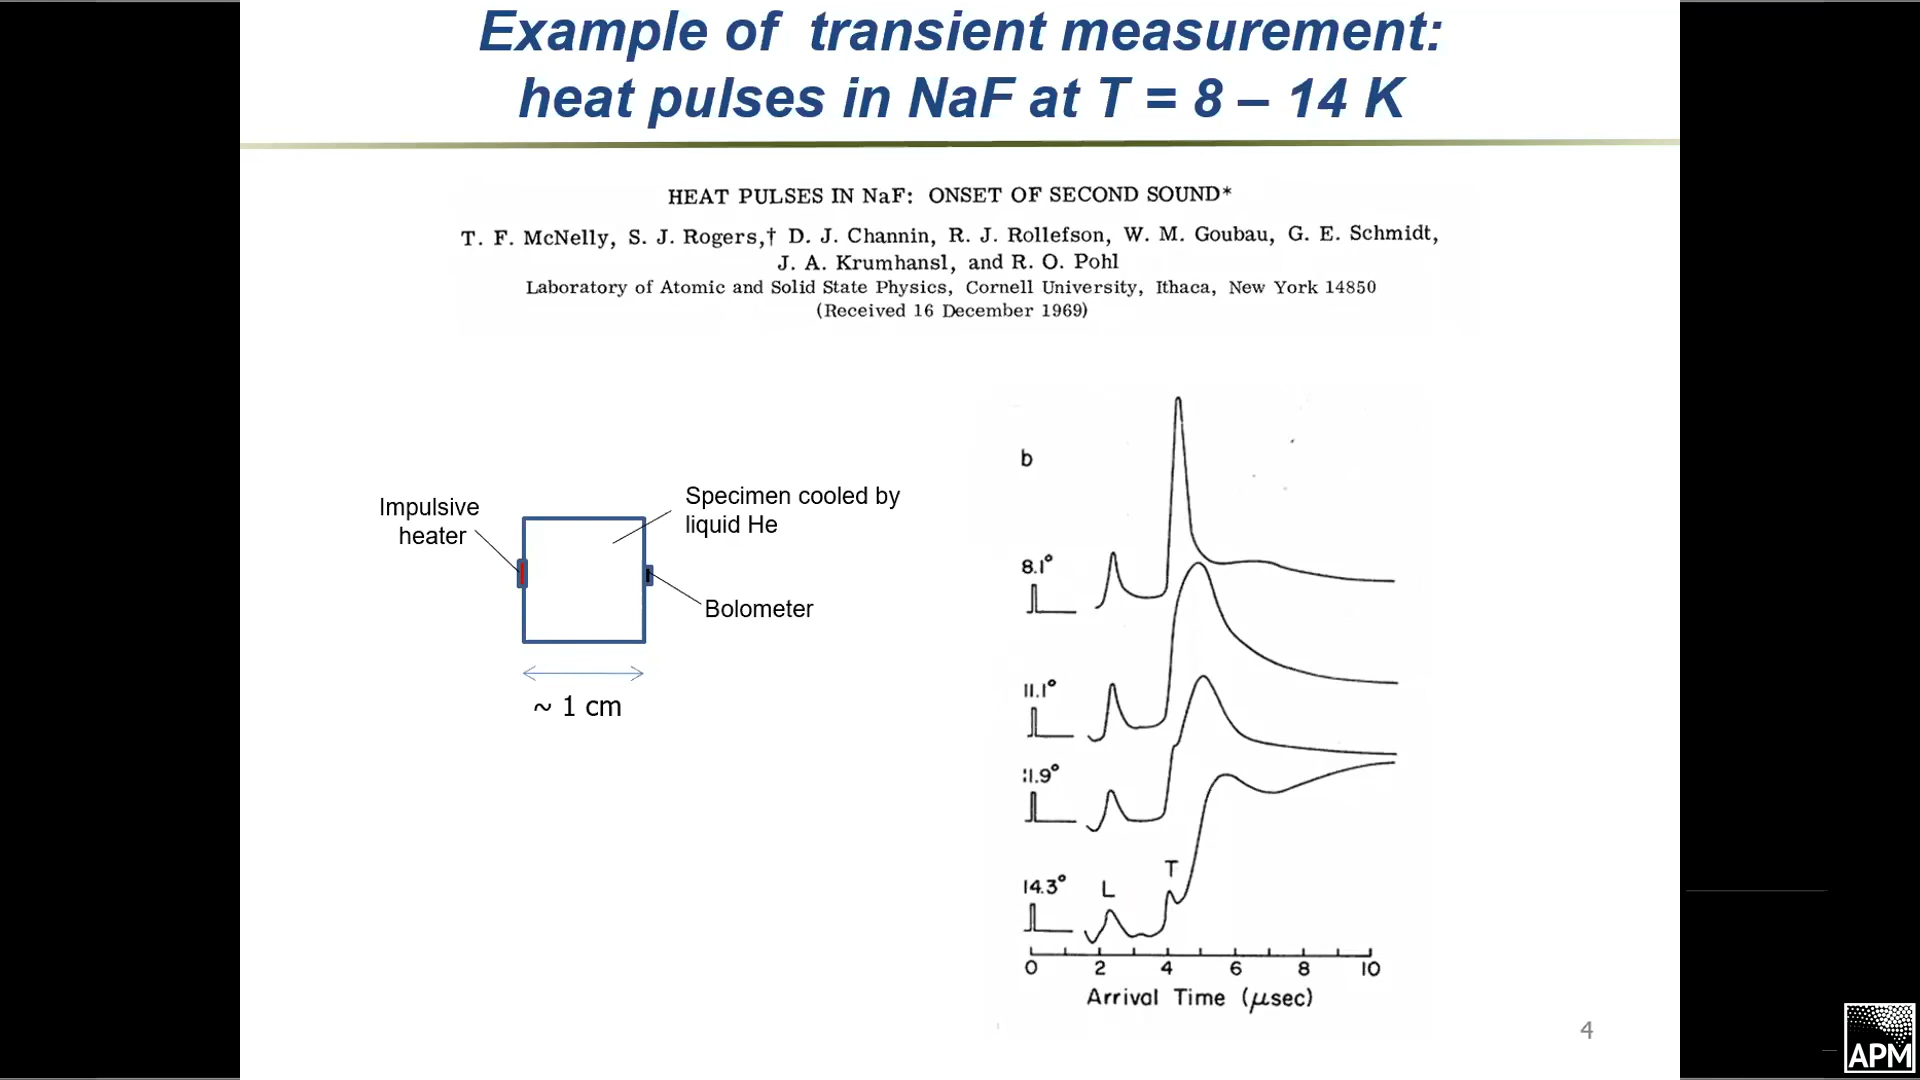 Example of transient measurement:
heat pulses in NaF at T = 8 – 14 K
HEAT PULSES IN NaF: ONSET OF SECOND SOUND*
T. F. McNelly, S. J. Rogers,† D. J. Channin, R. J. Rollefson, W. M. Goubau, G. E. Schmidt,
J. A. Krumhansl, and R. O. Pohl
Laboratory of Atomic and Solid State Physics, Cornell University, Ithaca, New York 14850
(Received 16 December 1969)
Impulsive
heater
Specimen cooled by
liquid He
Bolometer
~ 1 cm
b
8.1°
11.1°
11.9°
14.3°
L
T
0 2 4 6 8 10
Arrival Time (μsec)
4
APM